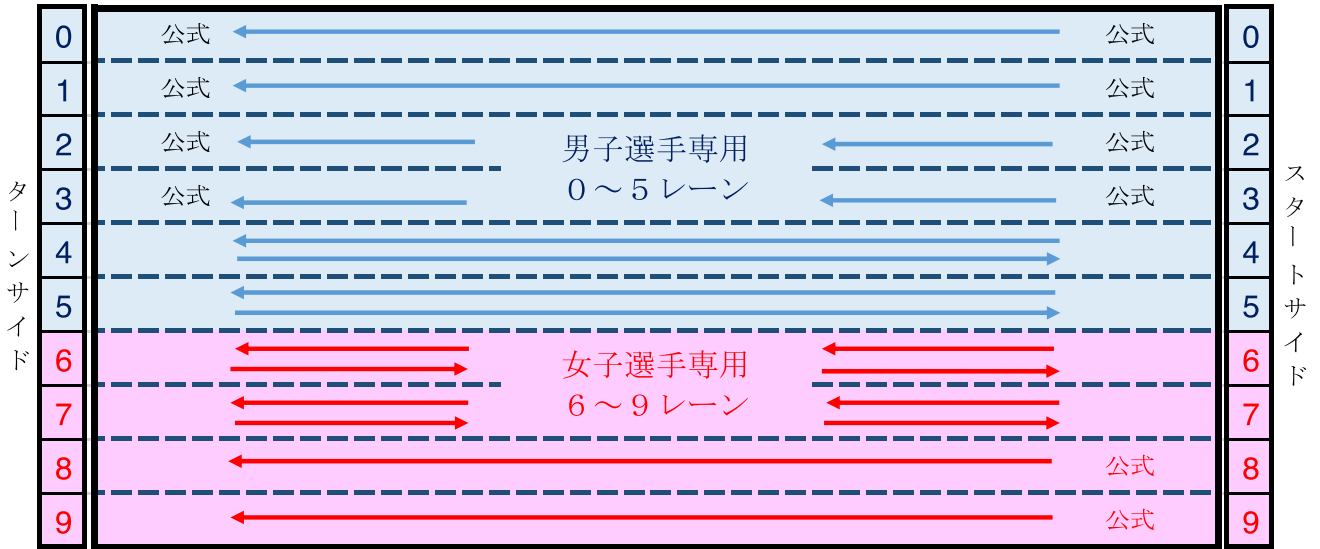 0 公式 公式 0
1 公式 公式 1
2 公式 男子選手専用 公式 2
3 公式 ０～５レーン 公式 3
4 4
5 5
6 女子選手専用 6
7 ６～９レーン 7
8 公式 8
9 公式 9
ターンサイド
スタートサイド